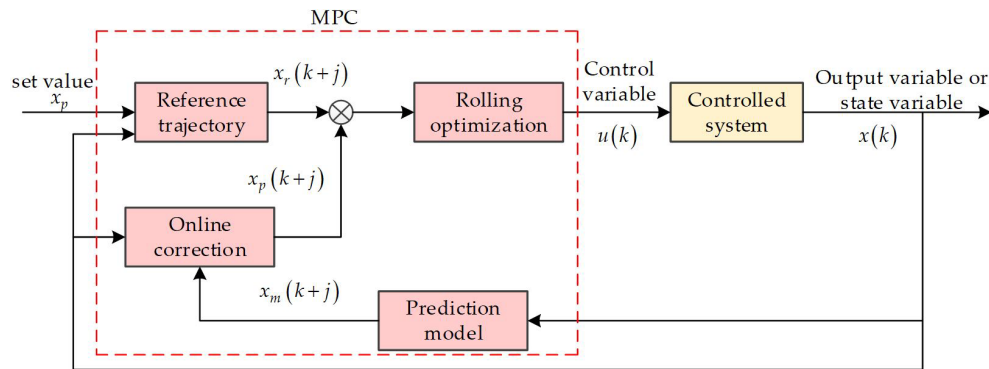 MPC
set value
x_p
Reference
trajectory
x_r(k+j)
Rolling
optimization
Control
variable
u(k)
Controlled
system
Output variable or
state variable
x(k)
x_p(k+j)
Online
correction
x_m(k+j)
Prediction
model